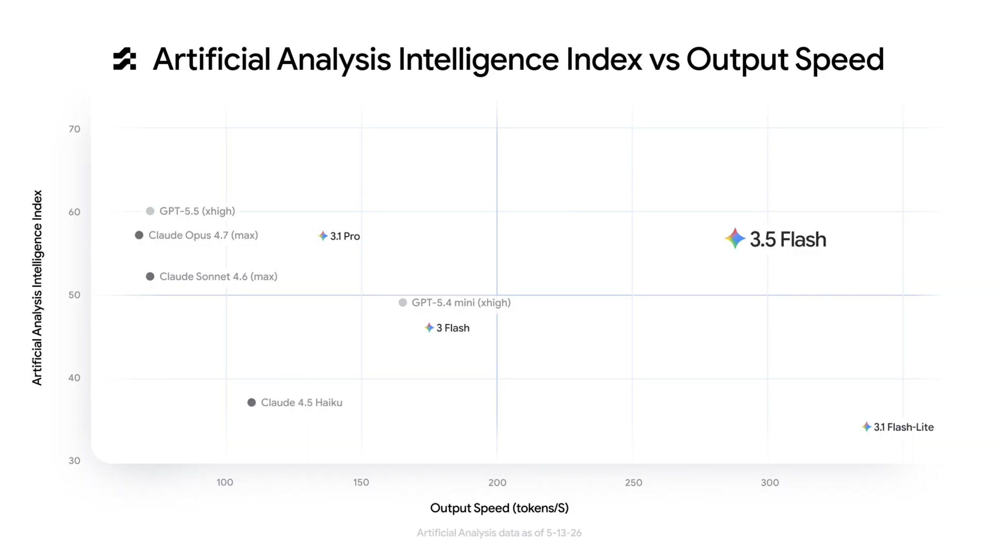 Artificial Analysis Intelligence Index vs Output Speed
Artificial Analysis Intelligence Index
70
60
50
40
30
GPT-5.5 (xhigh)
Claude Opus 4.7 (max)
3.1 Pro
3.5 Flash
Claude Sonnet 4.6 (max)
GPT-5.4 mini (xhigh)
3 Flash
Claude 4.5 Haiku
3.1 Flash-Lite
100
150
200
250
300
Output Speed (tokens/S)
Artificial Analysis data as of 5-13-26